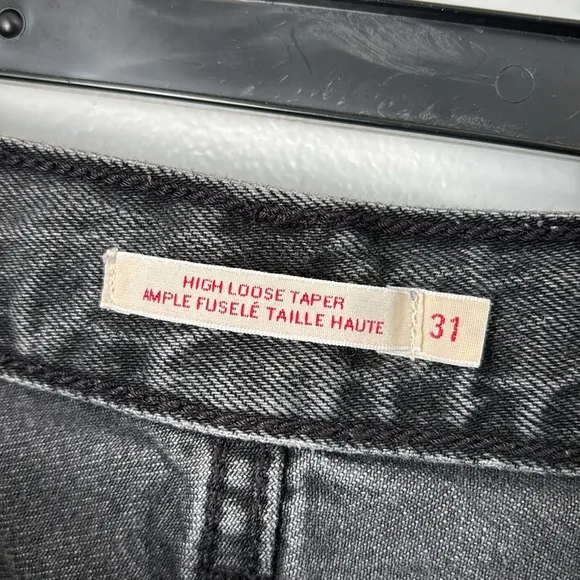 HIGH LOOSE TAPER
AMPLE FUSELÉ TAILLE HAUTE
31